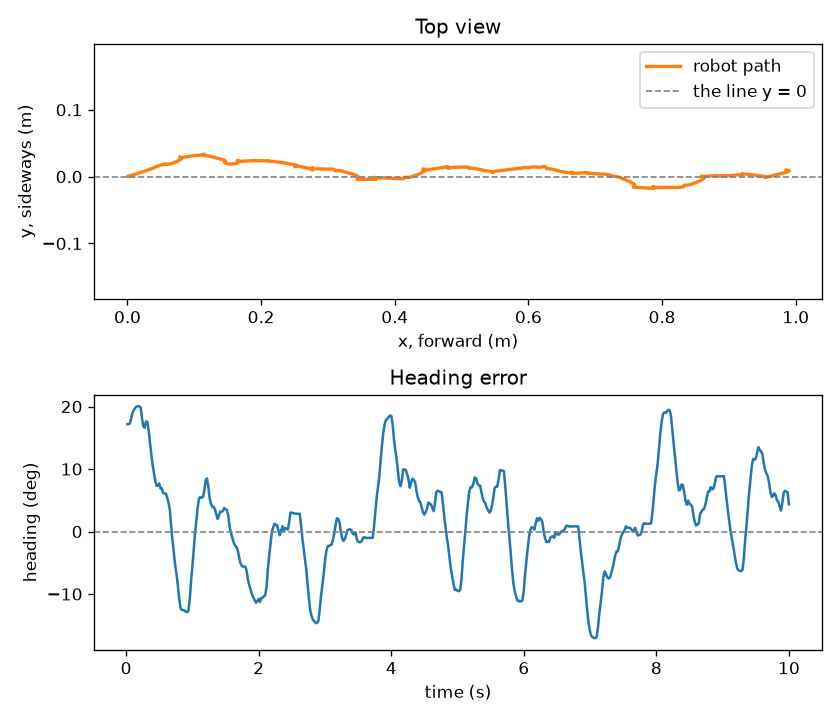 Top view
robot path
the line y = 0
0.1
0.0
−0.1
y, sideways (m)
0.0 0.2 0.4 0.6 0.8 1.0
x, forward (m)
Heading error
20
10
0
−10
heading (deg)
0 2 4 6 8 10
time (s)